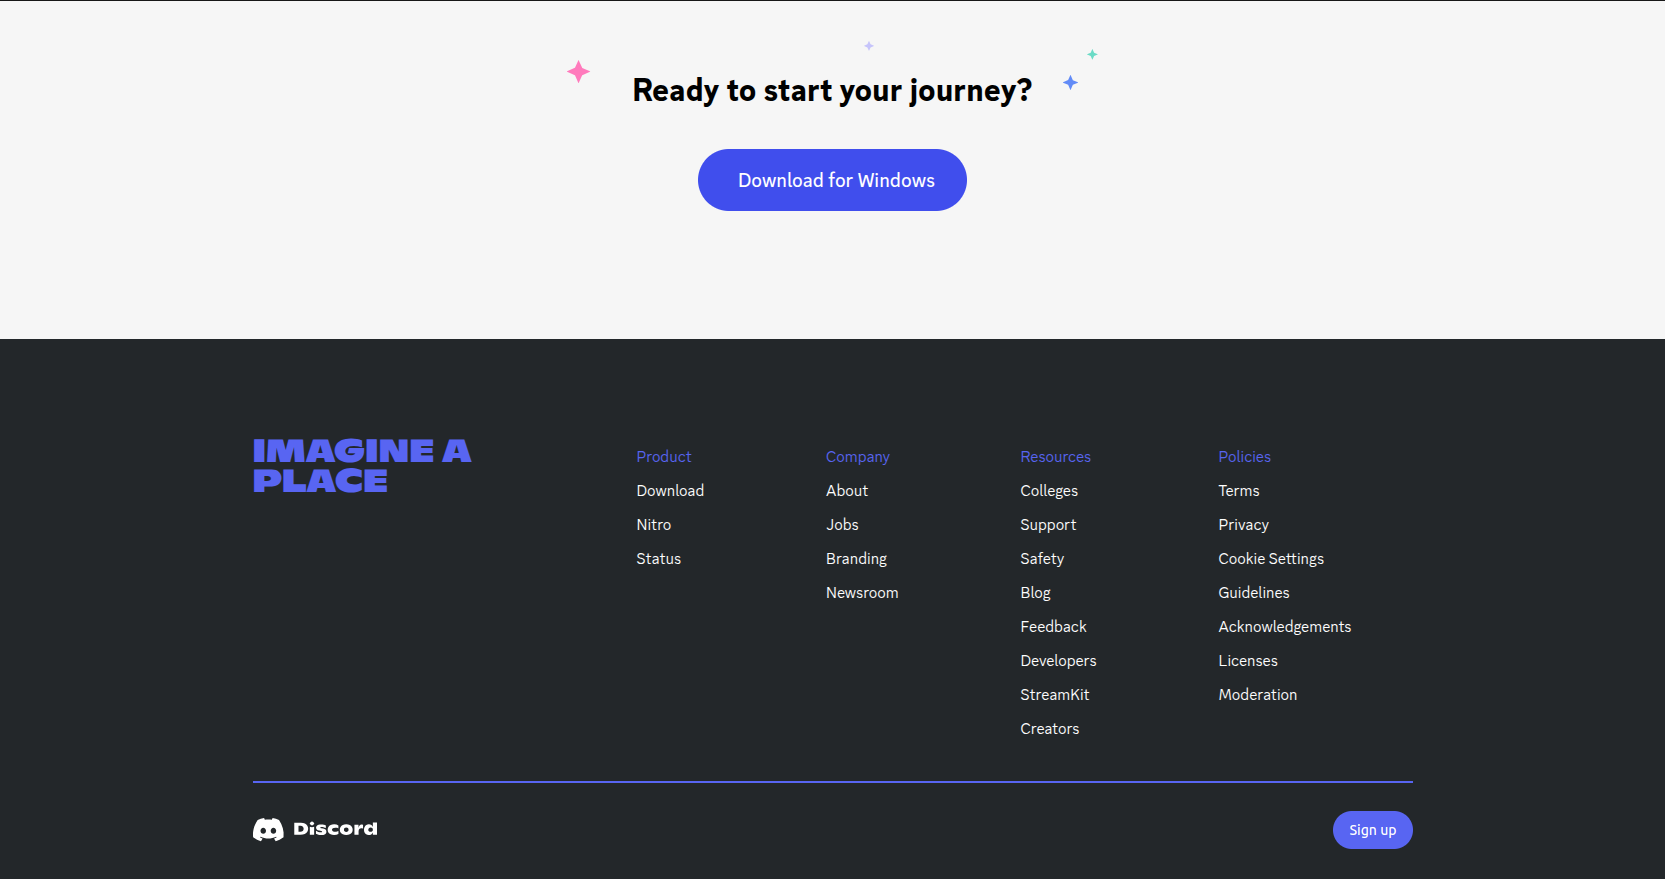 Ready to start your journey?
Download for Windows
IMAGINE A
PLACE
Product
Download
Nitro
Status
Company
About
Jobs
Branding
Newsroom
Resources
Colleges
Support
Safety
Blog
Feedback
Developers
StreamKit
Creators
Policies
Terms
Privacy
Cookie Settings
Guidelines
Acknowledgements
Licenses
Moderation
Discord
Sign up